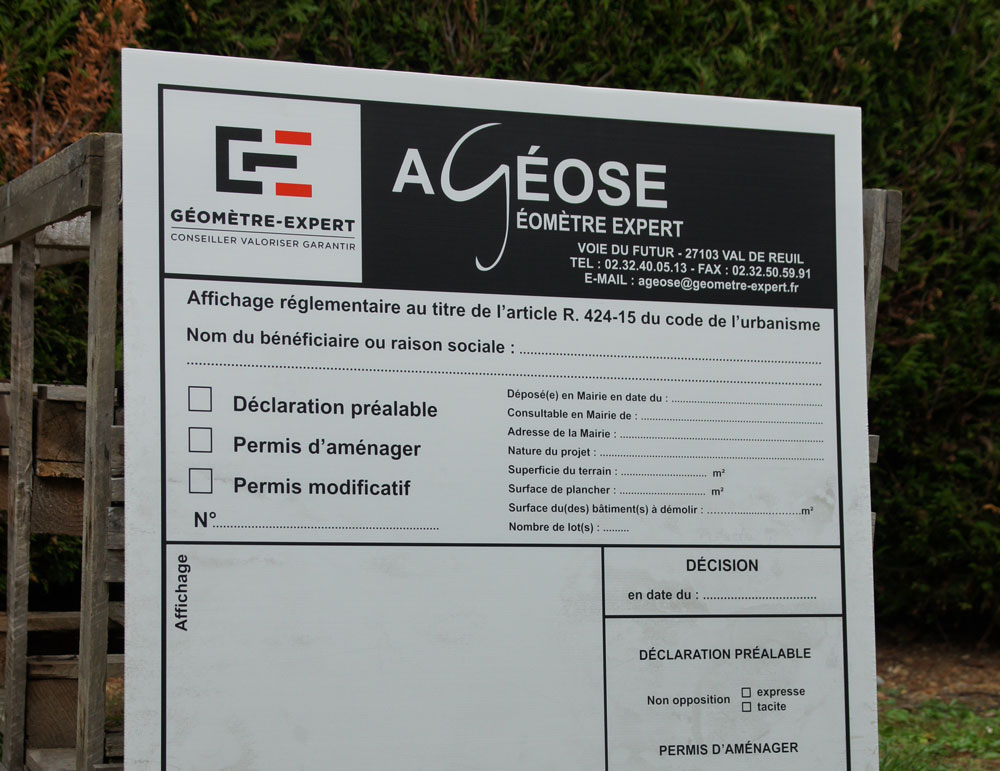 GE
GÉOMÈTRE-EXPERT
CONSEILLER VALORISER GARANTIR
AGÉOSE
ÉOMÈTRE EXPERT
VOIE DU FUTUR - 27103 VAL DE REUIL
TEL : 02.32.40.05.13 - FAX : 02.32.50.59.91
E-MAIL : ageose@geometre-expert.fr
Affichage réglementaire au titre de l'article R. 424-15 du code de l'urbanisme
Nom du bénéficiaire ou raison sociale :
Déclaration préalable
Permis d'aménager
Permis modificatif
N°
Déposé(e) en Mairie en date du :
Consultable en Mairie de :
Adresse de la Mairie :
Nature du projet :
Superficie du terrain : m²
Surface de plancher : m²
Surface du(des) bâtiment(s) à démolir : m²
Nombre de lot(s) :
Affichage
DÉCISION
en date du :
DÉCLARATION PRÉALABLE
Non opposition expresse
tacite
PERMIS D'AMÉNAGER